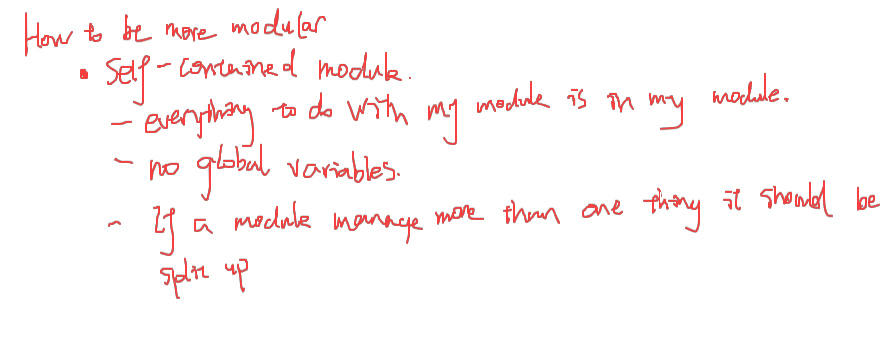 How to be more modular
• Self-contained module.
- everything to do with my module is in my module.
- no global variables.
- If a module manage more than one thing it should be
split up